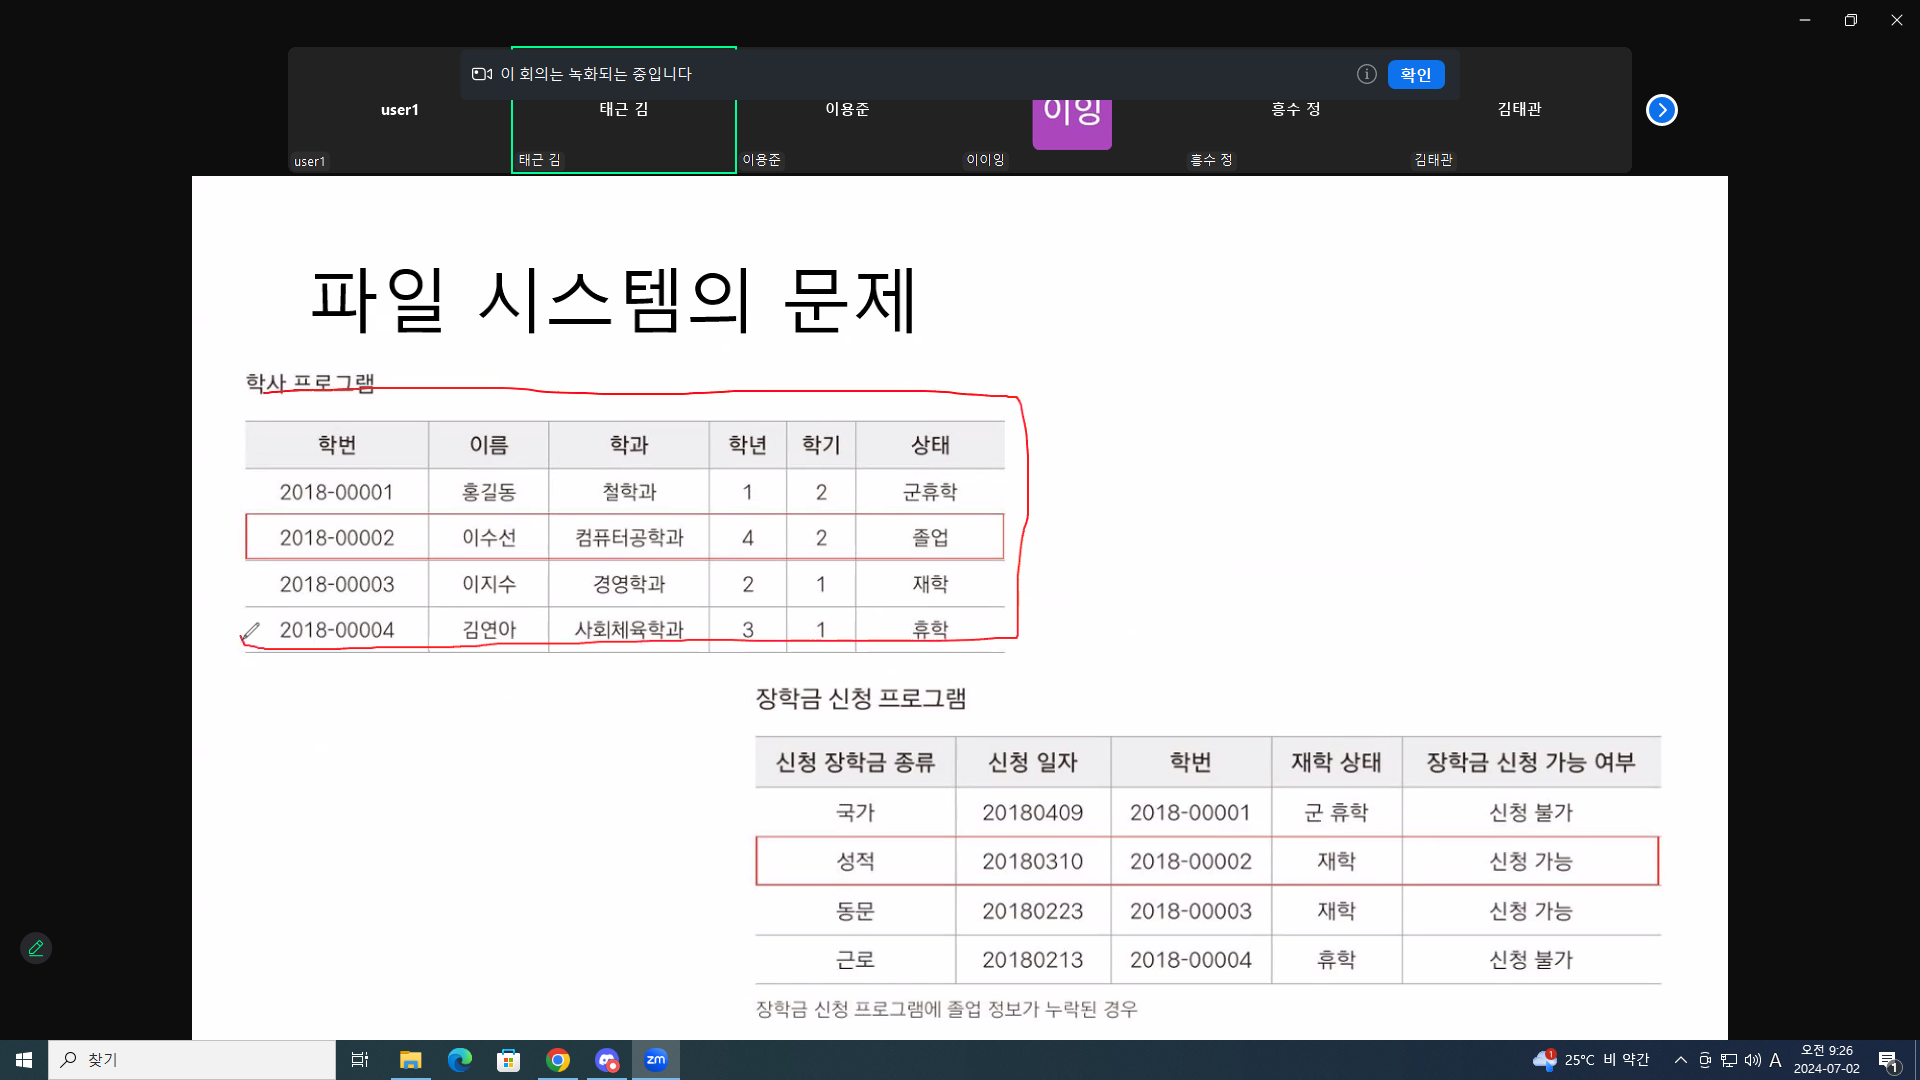 이 회의는 녹화되는 중입니다
확인
user1
태근 김
이용준
이잉
흥수 정
김태관
user1
태근 김
이용준
이이잉
흥수 정
김태관
파일 시스템의 문제
학사 프로그램
학번 이름 학과 학년 학기 상태
2018-00001 홍길동 철학과 1 2 군휴학
2018-00002 이수선 컴퓨터공학과 4 2 졸업
2018-00003 이지수 경영학과 2 1 재학
2018-00004 김연아 사회체육학과 3 1 휴학
장학금 신청 프로그램
신청 장학금 종류 신청 일자 학번 재학 상태 장학금 신청 가능 여부
국가 20180409 2018-00001 군 휴학 신청 불가
성적 20180310 2018-00002 재학 신청 가능
동문 20180223 2018-00003 재학 신청 가능
근로 20180213 2018-00004 휴학 신청 불가
장학금 신청 프로그램에 졸업 정보가 누락된 경우
찾기
zm
1
25°C 비 약간
A
오전 9:26
2024-07-02
1